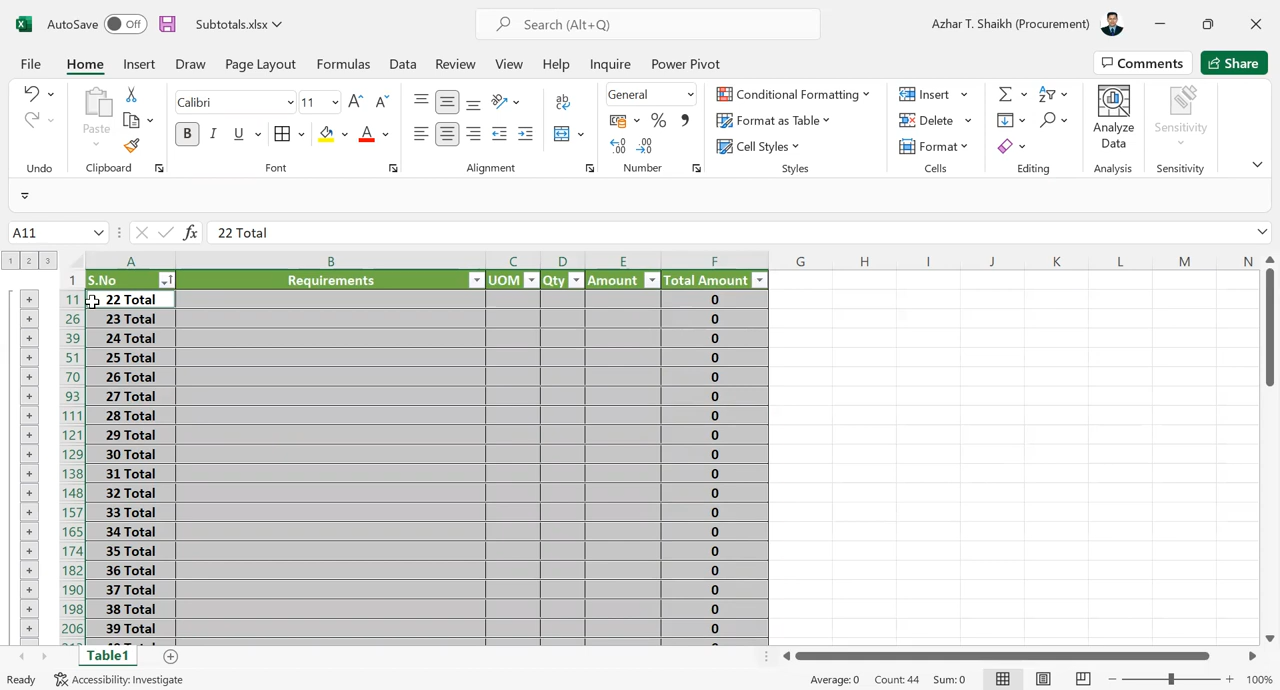 AutoSave Off Subtotals.xlsx Search (Alt+Q) Azhar T. Shaikh (Procurement)
File Home Insert Draw Page Layout Formulas Data Review View Help Inquire Power Pivot Comments Share
Paste Calibri 11 General Conditional Formatting Insert Analyze Data Sensitivity
B I U % Format as Table Delete
Cell Styles Format
Undo Clipboard Font Alignment Number Styles Cells Editing Analysis Sensitivity
A11 fx 22 Total
1 2 3 A B C D E F G H I J K L M N
1 S.No Requirements UOM Qty Amount Total Amount
11 22 Total 0
26 23 Total 0
39 24 Total 0
51 25 Total 0
70 26 Total 0
93 27 Total 0
111 28 Total 0
121 29 Total 0
129 30 Total 0
138 31 Total 0
148 32 Total 0
157 33 Total 0
165 34 Total 0
174 35 Total 0
182 36 Total 0
190 37 Total 0
198 38 Total 0
206 39 Total 0
Table1
Ready Accessibility: Investigate Average: 0 Count: 44 Sum: 0 100%